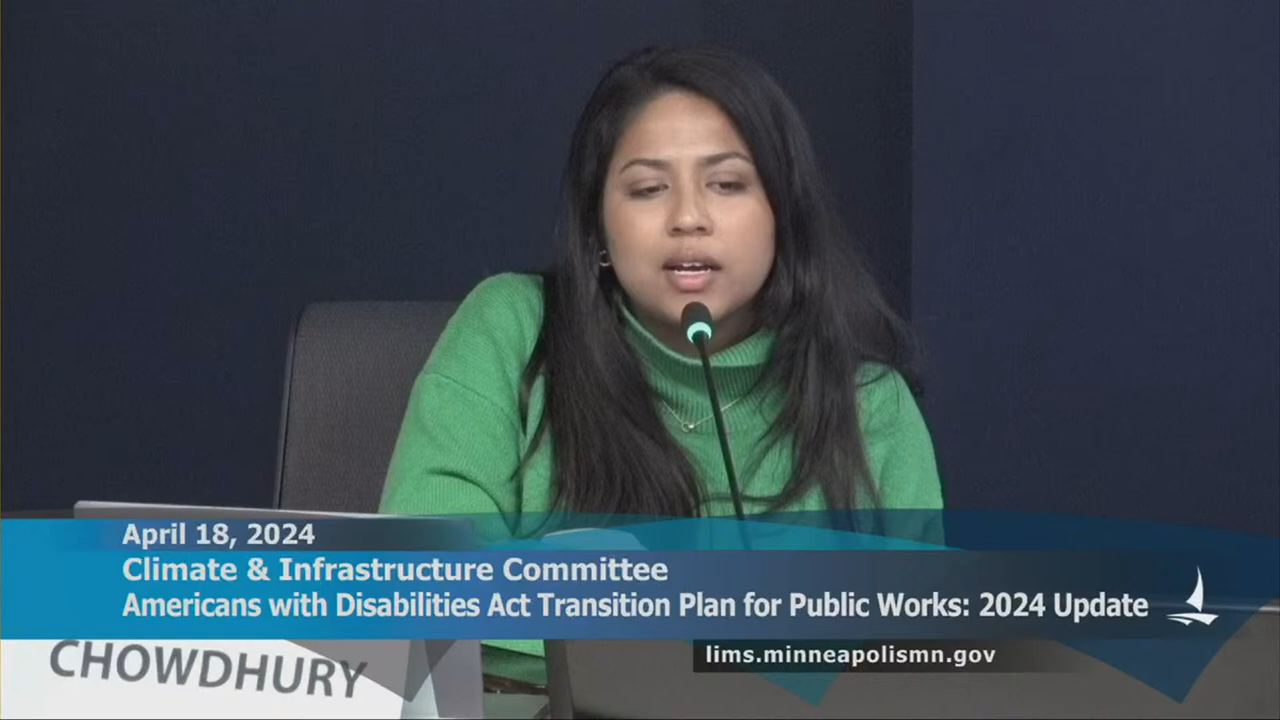 April 18, 2024
Climate & Infrastructure Committee
Americans with Disabilities Act Transition Plan for Public Works: 2024 Update
CHOWDHURY
lims.minneapolismn.gov